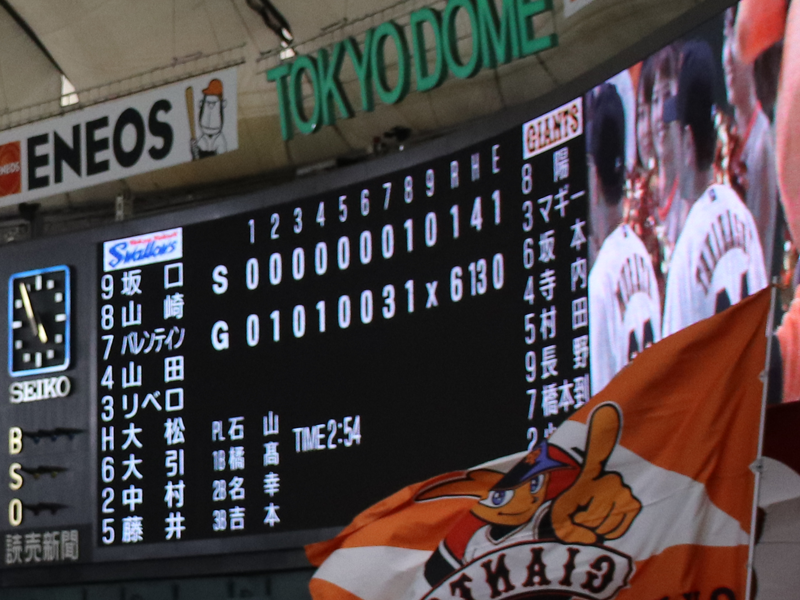 TOKYO DOME
ENEOS
GIANTS
Tokyo Yakult
Swallows
1 2 3 4 5 6 7 8 9 R H E
S 0 0 0 0 0 0 0 1 0 1 4 1
G 0 1 0 1 0 0 3 1 x 6 13 0
9 坂口
8 山崎
7 バレンティン
4 山田
3 リベロ
H 大松
6 大引
2 中村
5 藤井
PL 石山
1B 橘髙
2B 名幸
3B 吉本
TIME 2:54
8 陽
3 マギー
6 坂本
4 寺内
5 村田
9 長野
7 橋本到
2
SEIKO
B
S
O
読売新聞
GIANTS